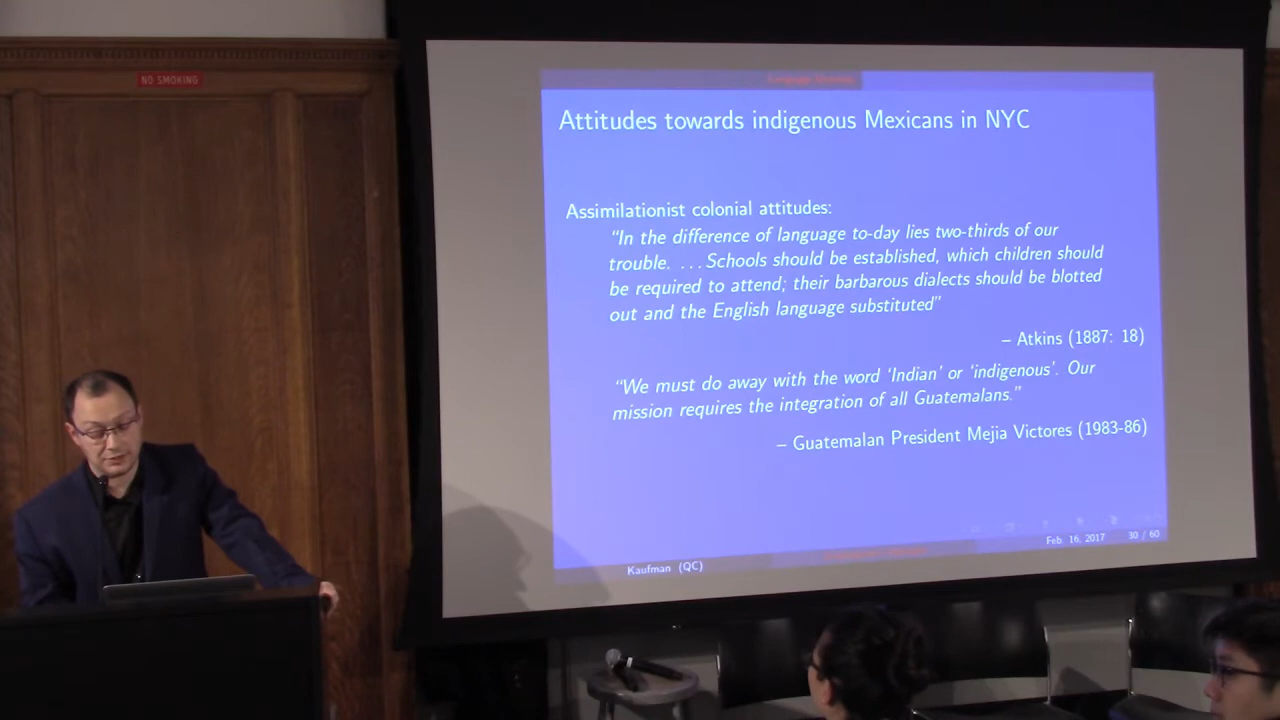 NO SMOKING
Attitudes towards indigenous Mexicans in NYC
Assimilationist colonial attitudes:
“In the difference of language to-day lies two-thirds of our
trouble. ...Schools should be established, which children should
be required to attend; their barbarous dialects should be blotted
out and the English language substituted”
– Atkins (1887: 18)
“We must do away with the word ‘Indian’ or ‘indigenous’. Our
mission requires the integration of all Guatemalans.”
– Guatemalan President Mejia Victores (1983-86)
Kaufman (QC)
Feb. 16, 2017 30 / 60